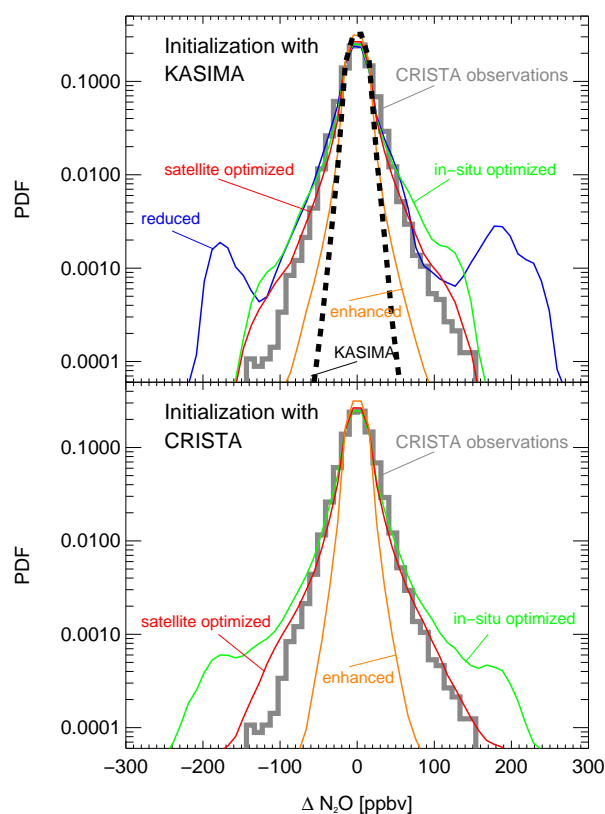 Initialization with
KASIMA
CRISTA observations
satellite optimized
in-situ optimized
reduced
enhanced
KASIMA
0.1000
0.0100
0.0010
0.0001
PDF
Initialization with
CRISTA
CRISTA observations
satellite optimized
in-situ optimized
enhanced
0.1000
0.0100
0.0010
0.0001
PDF
−300 −200 −100 0 100 200 300
Δ N₂O [ppbv]